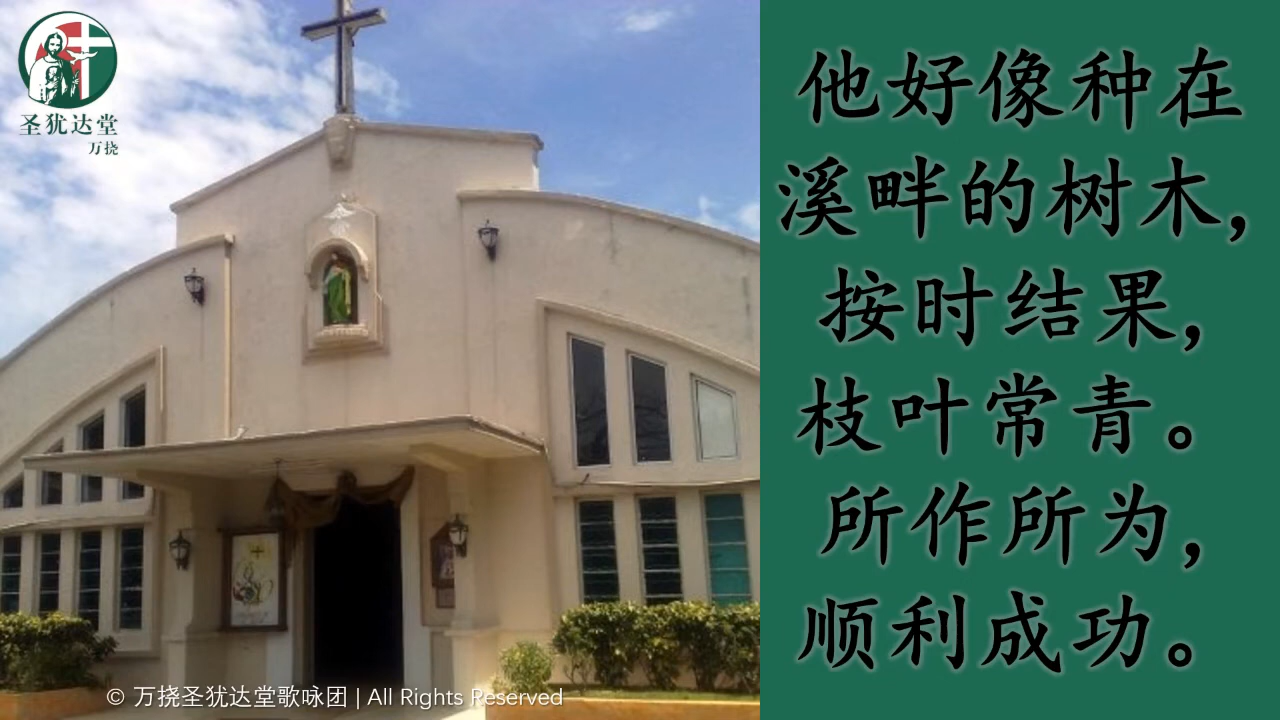 圣犹达堂
万挠
他好像种在
溪畔的树木,
按时结果,
枝叶常青。
所作所为,
顺利成功。
© 万挠圣犹达堂歌咏团 | All Rights Reserved